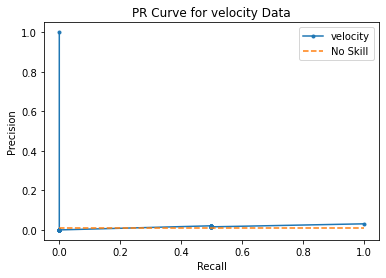 PR Curve for velocity Data
1.0
velocity
No Skill
0.8
0.6
Precision
0.4
0.2
0.0
0.0 0.2 0.4 0.6 0.8 1.0
Recall